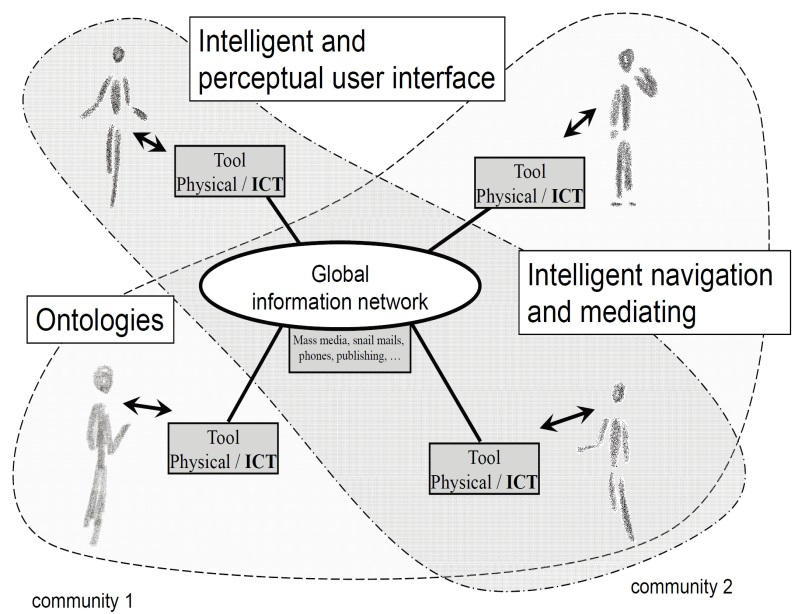 Intelligent and
perceptual user interface
Tool
Physical / ICT
Tool
Physical / ICT
Global
information network
Mass media, snail mails,
phones, publishing, …
Intelligent navigation
and mediating
Ontologies
Tool
Physical / ICT
Tool
Physical / ICT
community 1
community 2